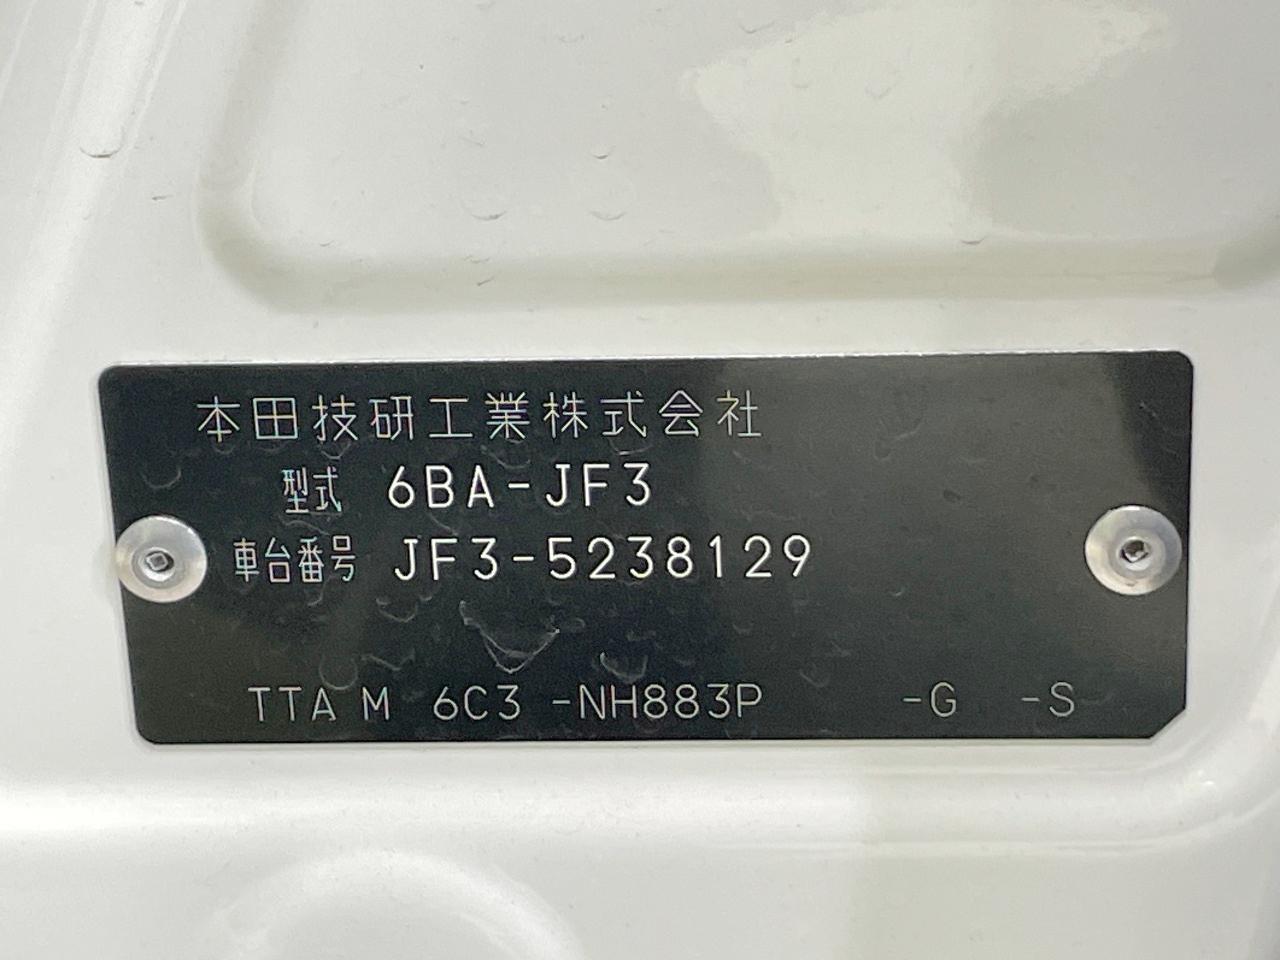 本田技研工業株式会社
型式 6BA-JF3
車台番号 JF3-5238129
TTA M 6C3 -NH883P -G -S